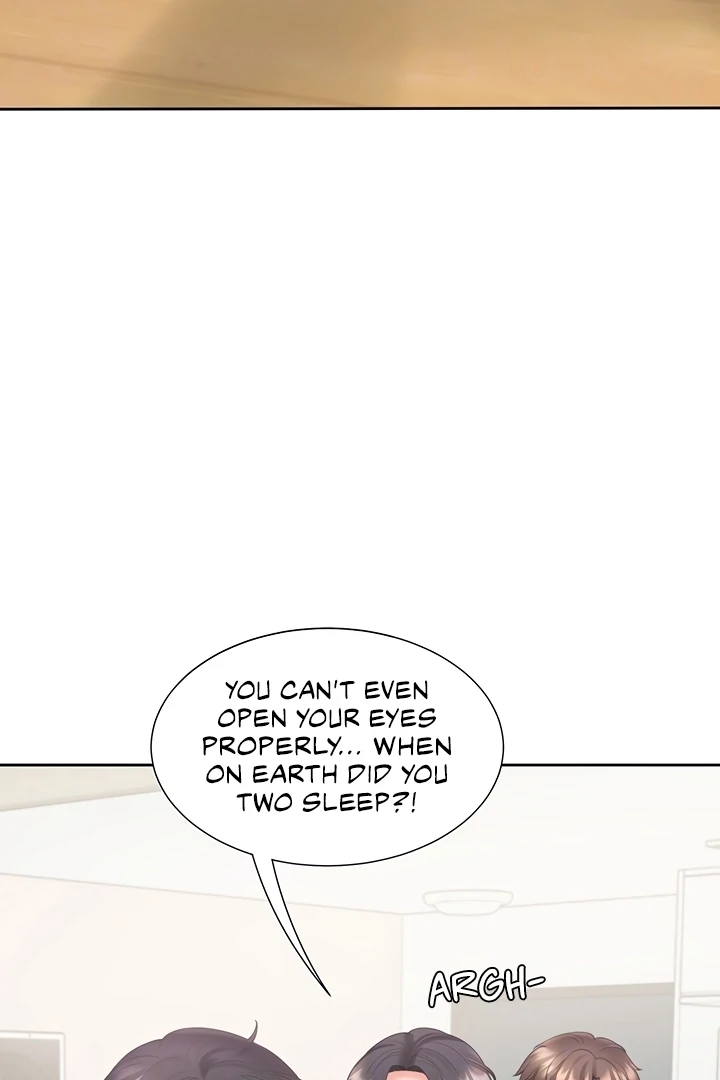 YOU CAN'T EVEN
OPEN YOUR EYES
PROPERLY... WHEN
ON EARTH DID YOU
TWO SLEEP?!
ARGH-